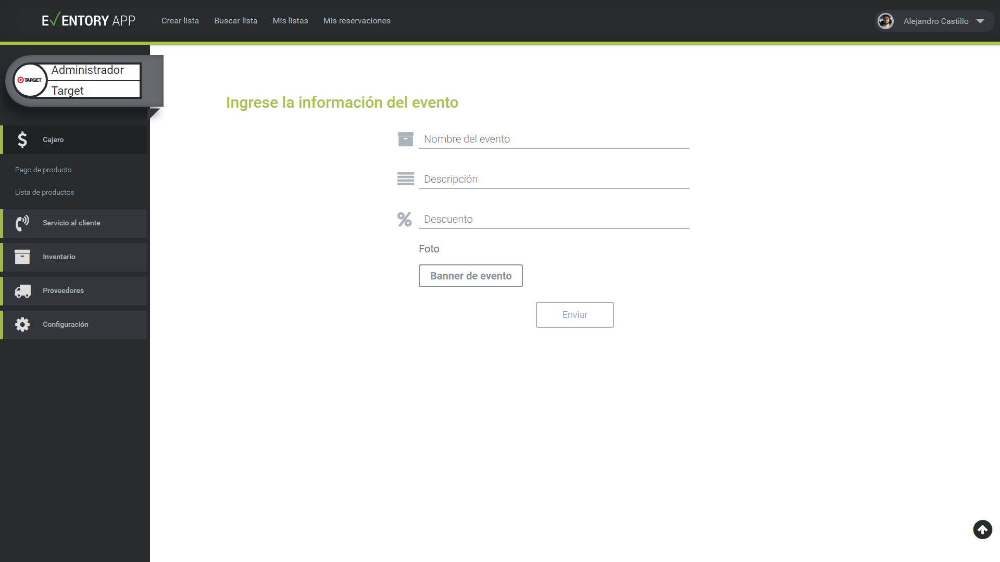 E✓ENTORY APP
Crear lista
Buscar lista
Mis listas
Mis reservaciones
Alejandro Castillo
TARGET
Administrador
Target
Cajero
Pago de producto
Lista de productos
Servicio al cliente
Inventario
Proveedores
Configuración
Ingrese la información del evento
Nombre del evento
Descripción
% Descuento
Foto
Banner de evento
Enviar